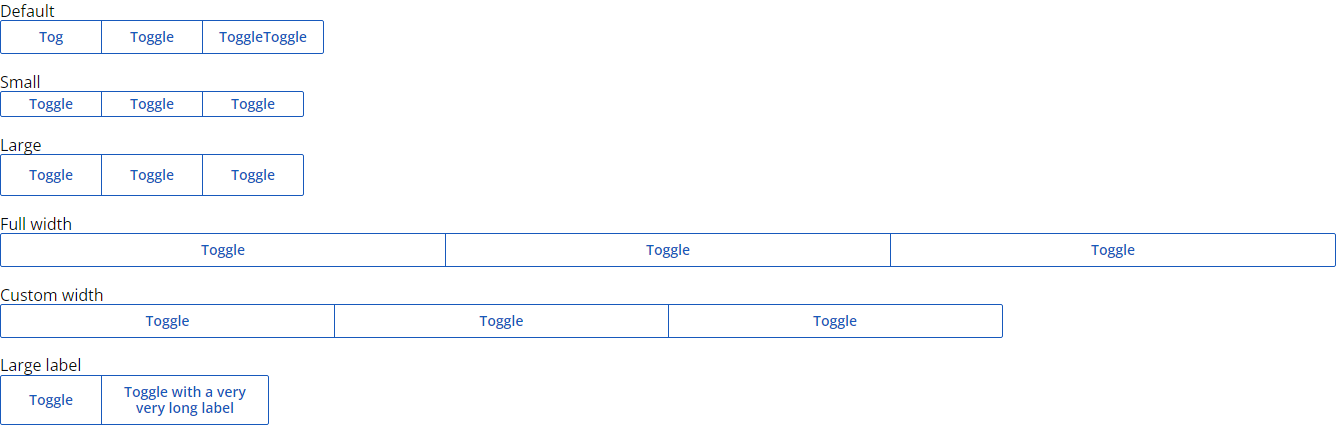 Default
Tog Toggle ToggleToggle
Small
Toggle Toggle Toggle
Large
Toggle Toggle Toggle
Full width
Toggle Toggle Toggle
Custom width
Toggle Toggle Toggle
Large label
Toggle Toggle with a very
very long label